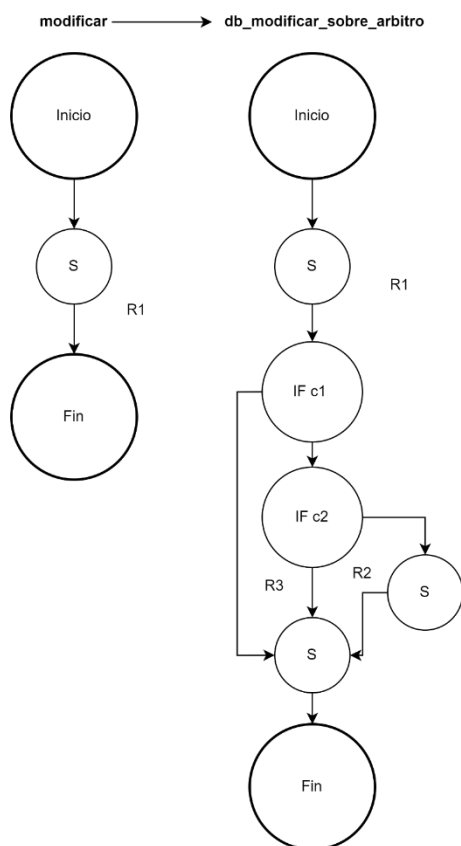 modificar db_modificar_sobre_arbitro
Inicio
S
R1
Fin
Inicio
S
R1
IF c1
IF c2
R3
R2
S
S
Fin